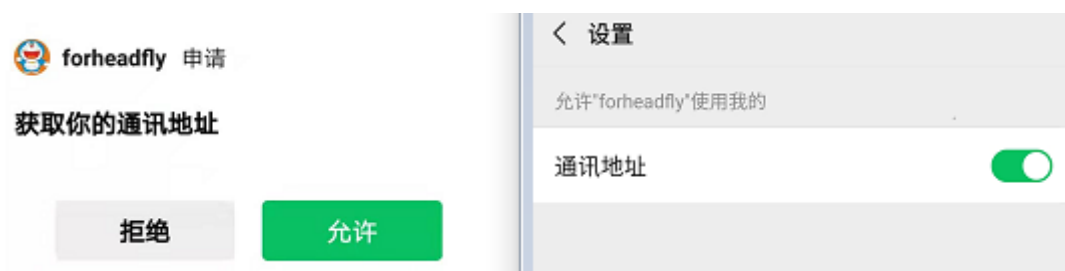 forheadfly 申请
获取你的通讯地址
拒绝
允许
设置
允许"forheadfly"使用我的
通讯地址